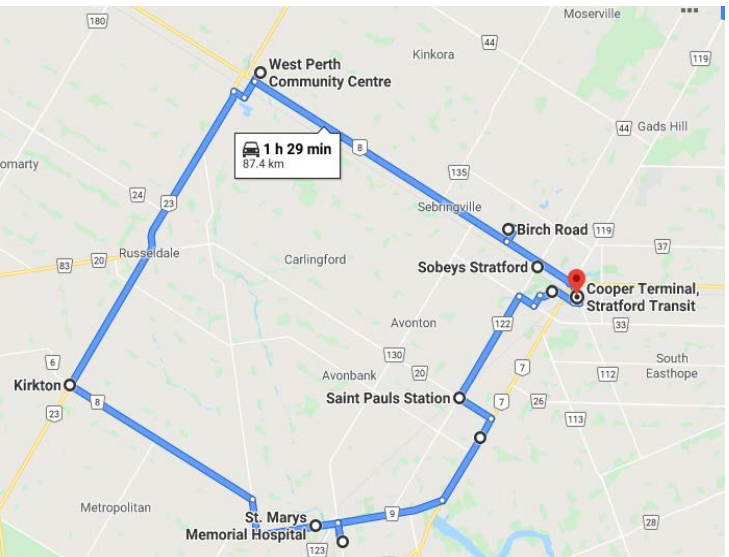 Moserville
180
Kinkora
44
119
West Perth
Community Centre
44
Gads Hill
1 h 29 min
87.4 km
8
omarty
135
24
23
Sebringville
Birch Road
119
37
Russeldale
83
20
Carlingford
Sobeys Stratford
Cooper Terminal,
Stratford Transit
122
33
Avonton
130
7
South
Easthope
6
Avonbank
20
112
Kirkton
8
Saint Pauls Station
7
26
23
113
Metropolitan
St. Marys
Memorial Hospital
9
28
123